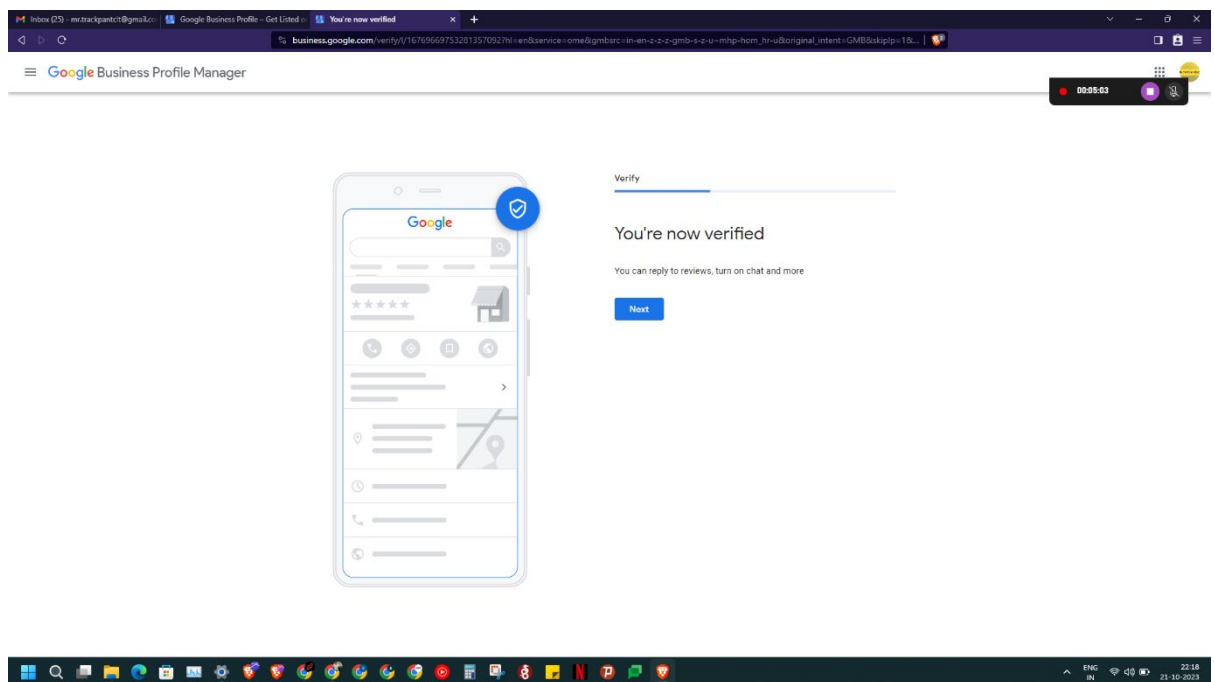 Inbox (25) - mr.trackpantcit@gmail.co
Google Business Profile – Get Listed o
You're now verified
business.google.com/verify/l/16769669753281357092?hl=en&service=ome&gmbsrc=in-en-z-z-z-gmb-s-z-u~mhp-hom_hr-u&original_intent=GMB&skiplp=1&...
Google Business Profile Manager
00:05:03
Verify
Google
You're now verified
You can reply to reviews, turn on chat and more
Next
ENG
IN
22:18
21-10-2023